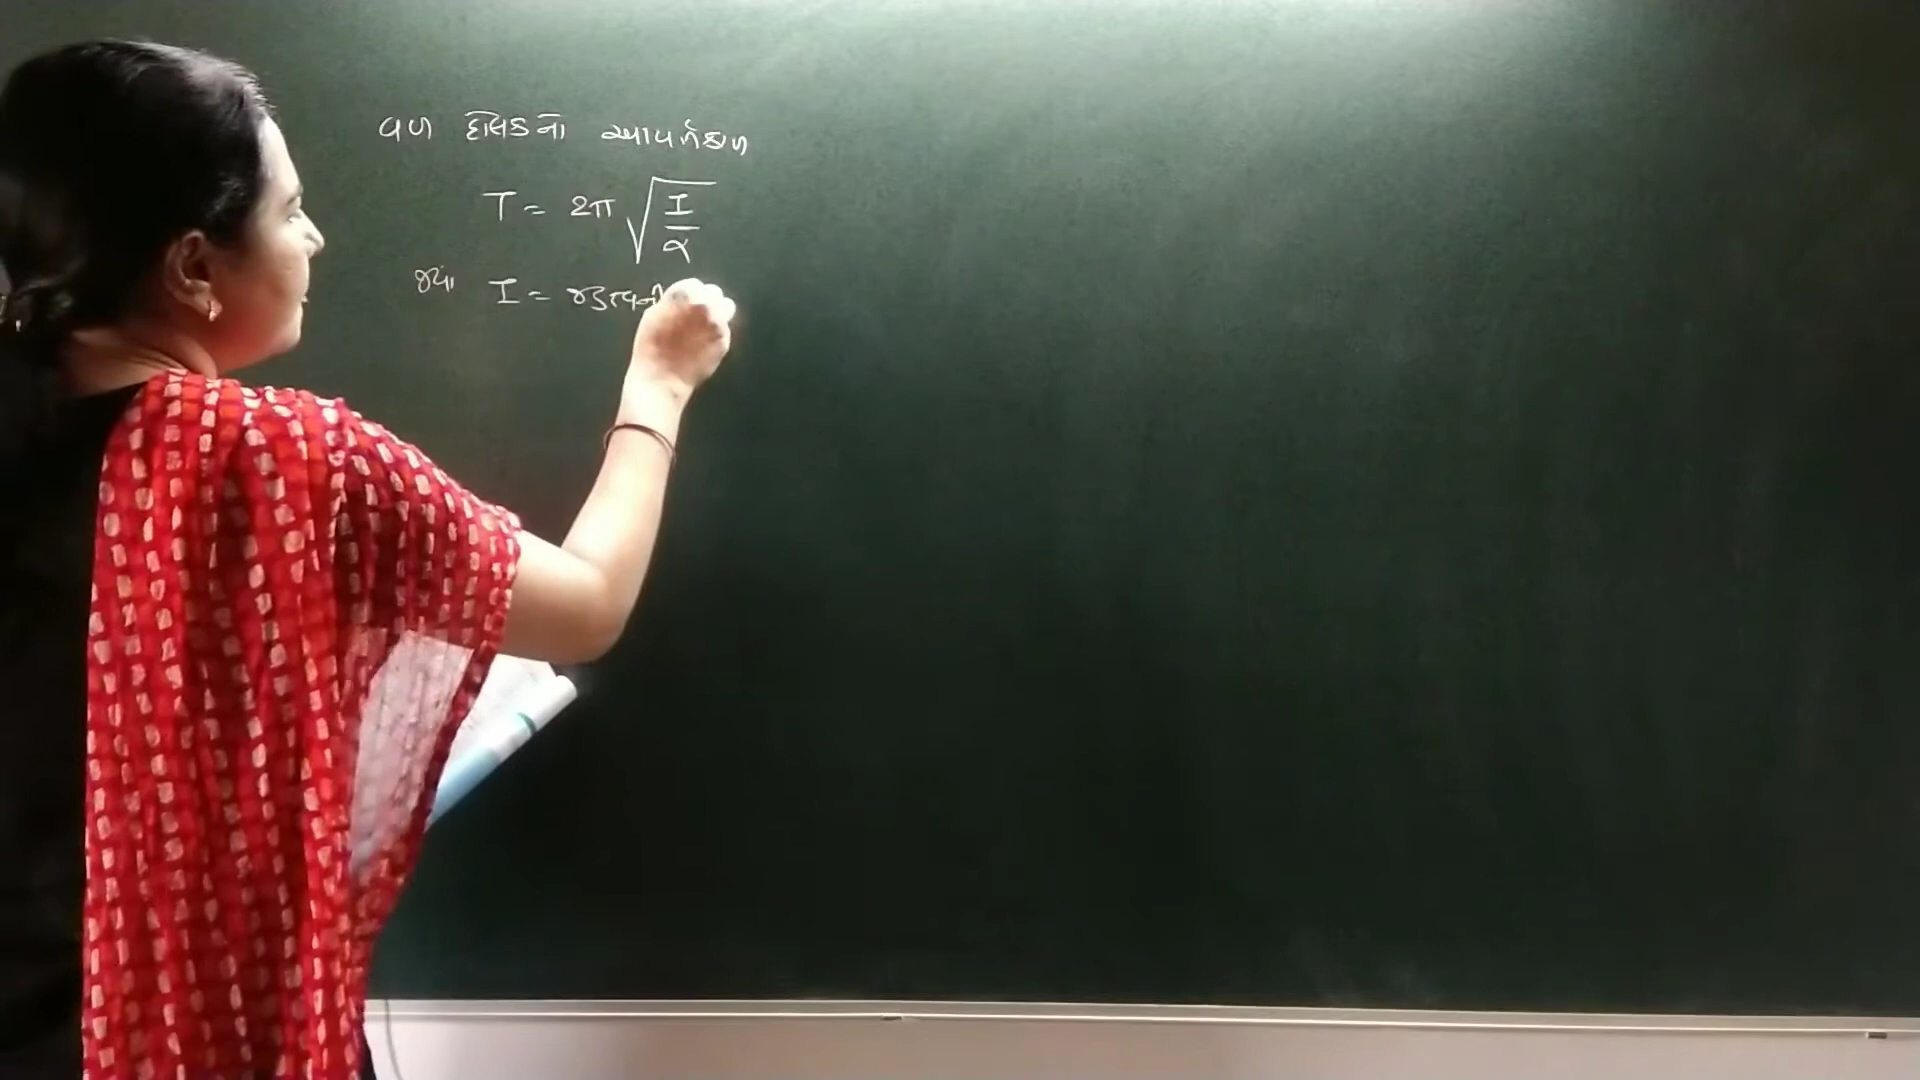 વળ લોલકનો આવર્તકાળ
T = 2π √(I/α)
જ્યાં I = જડત્વની